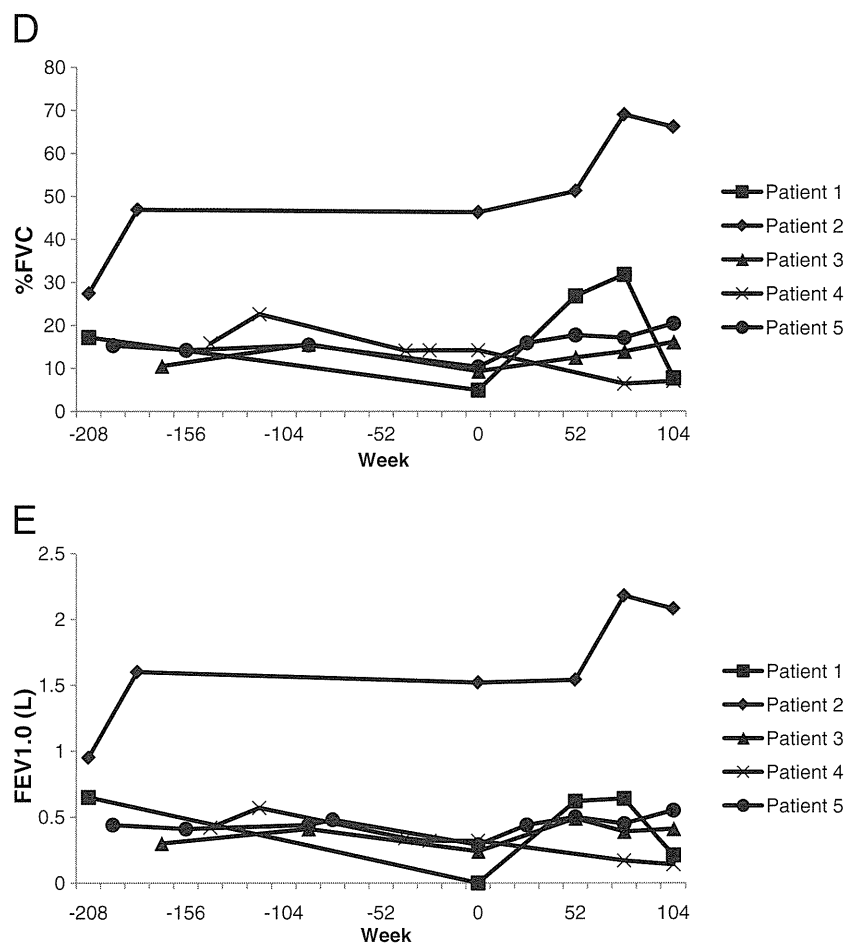 D
80
70
60
50
40
30
20
10
0
%FVC
-208 -156 -104 -52 0 52 104
Week
Patient 1
Patient 2
Patient 3
Patient 4
Patient 5
E
2.5
2
1.5
1
0.5
0
FEV1.0 (L)
-208 -156 -104 -52 0 52 104
Week
Patient 1
Patient 2
Patient 3
Patient 4
Patient 5